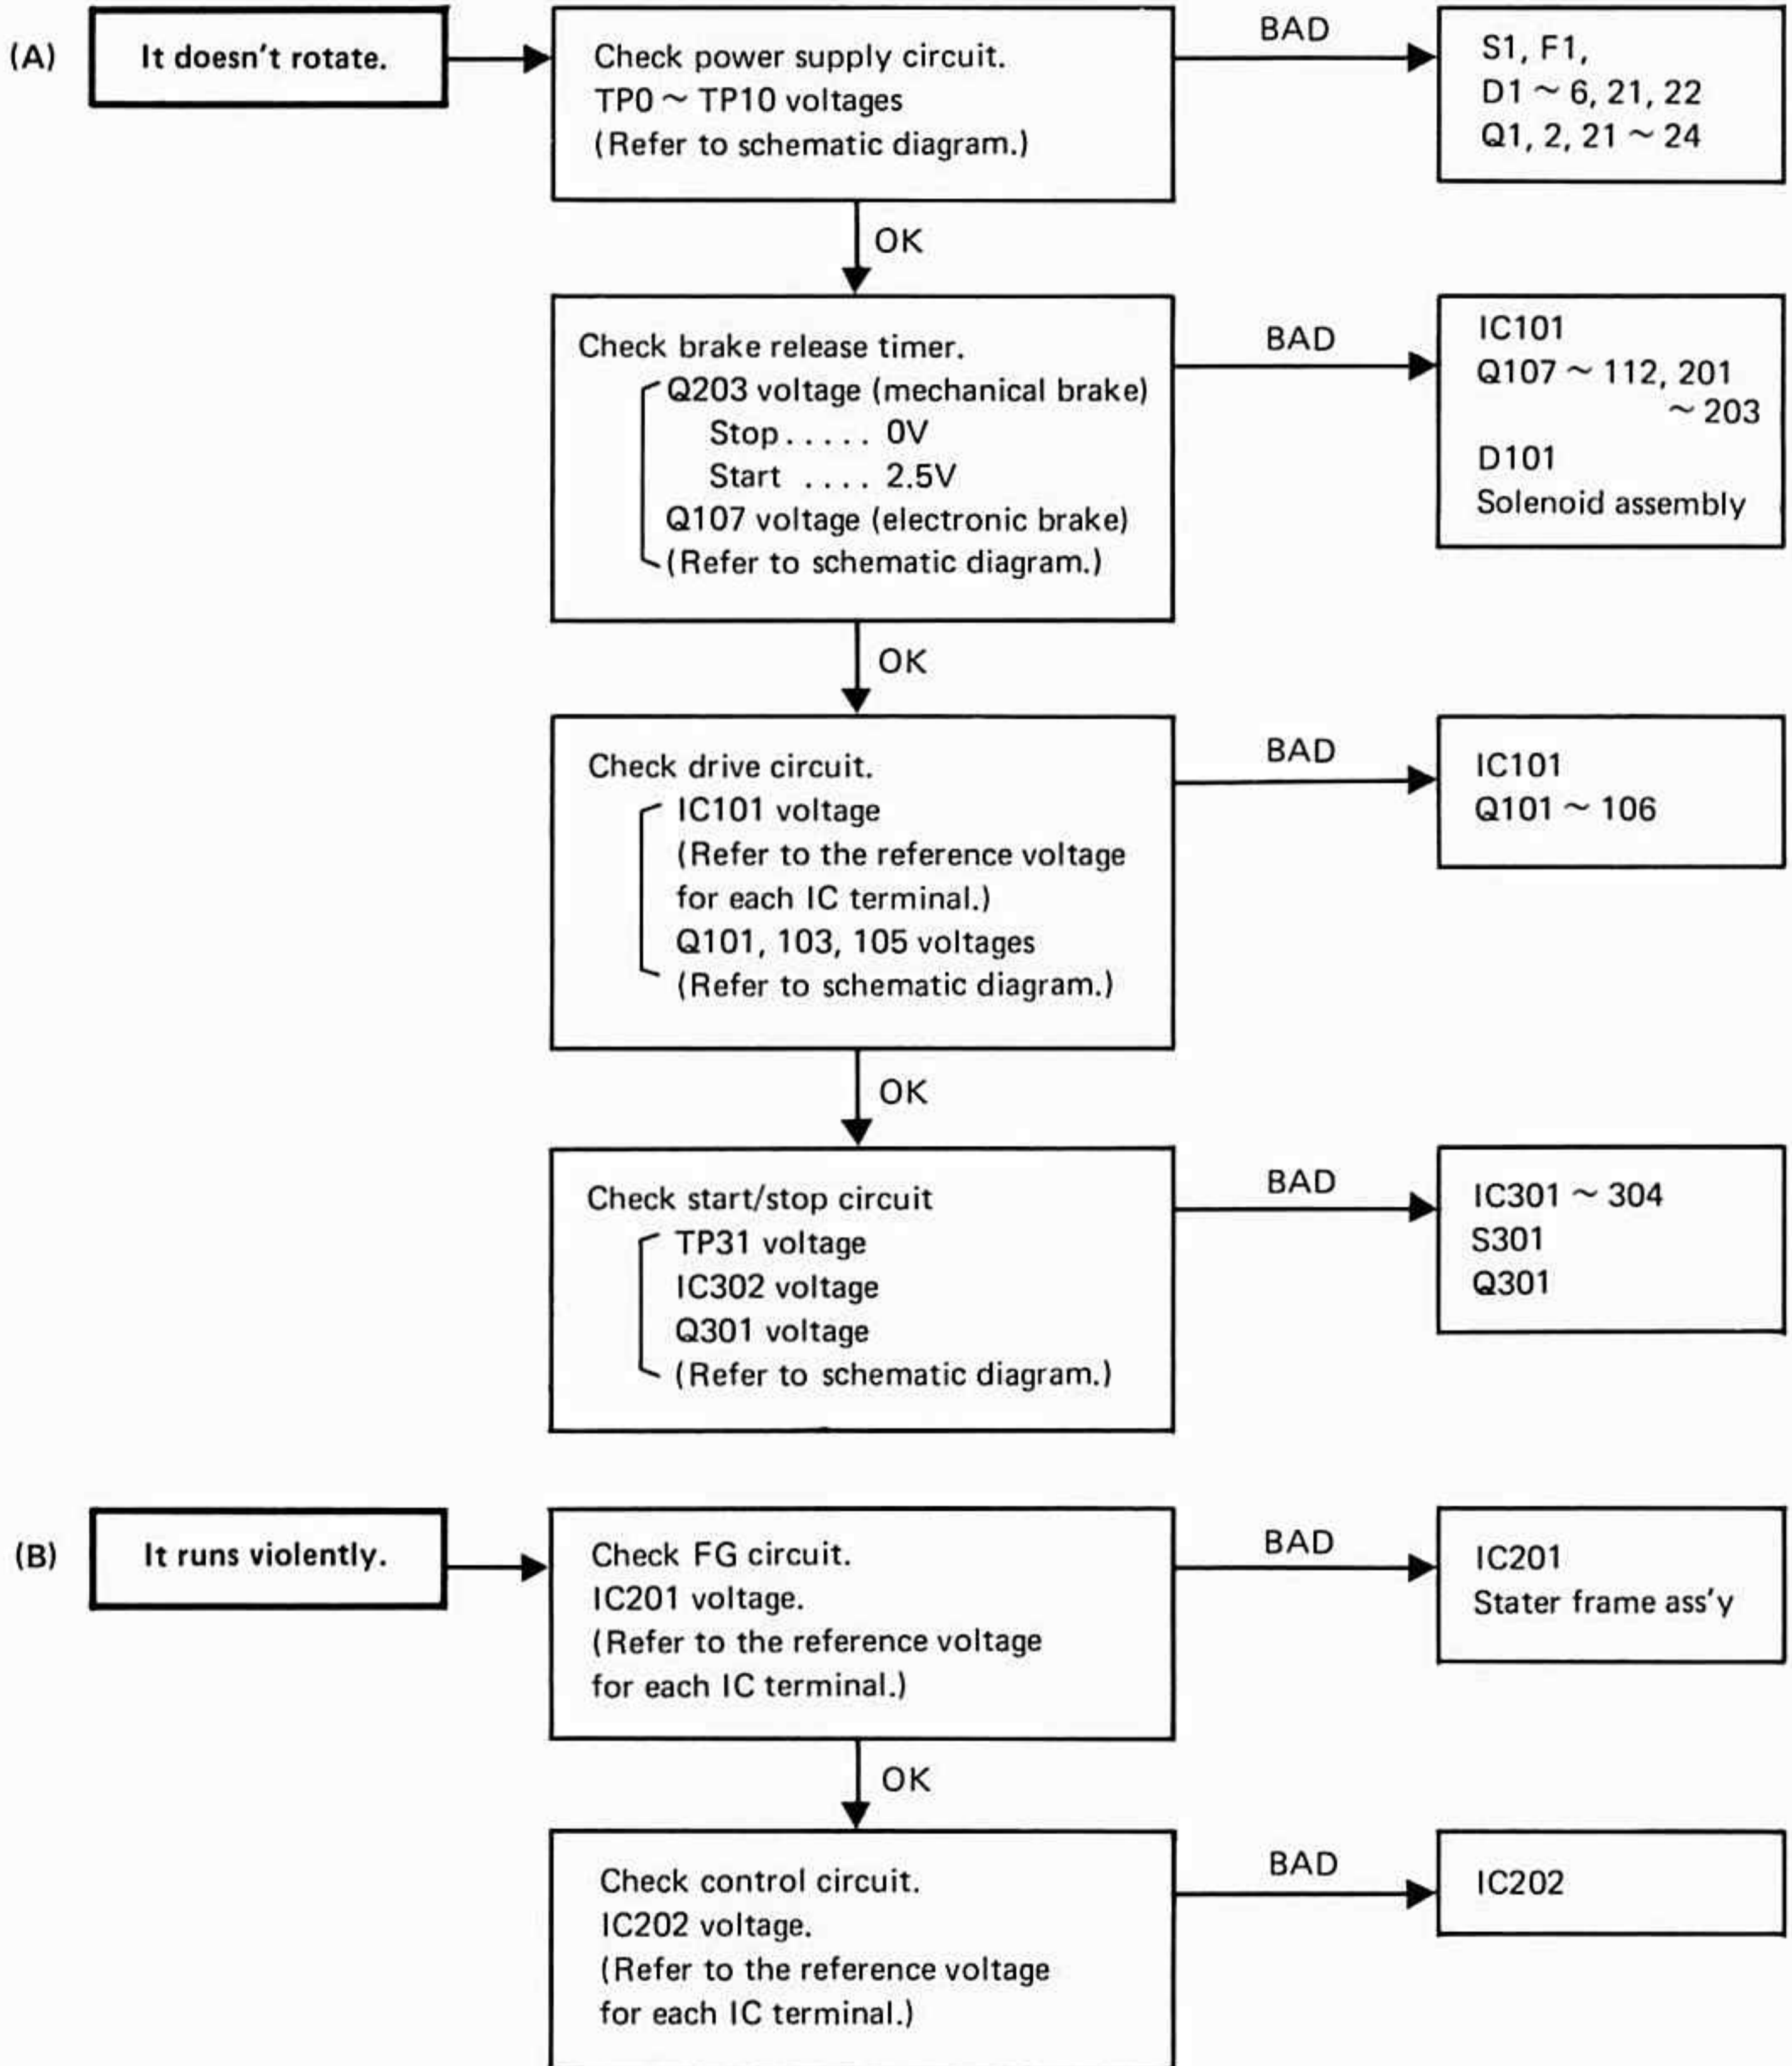 (A)
It doesn't rotate.
Check power supply circuit.
TP0 ~ TP10 voltages
(Refer to schematic diagram.)
BAD
S1, F1,
D1 ~ 6, 21, 22
Q1, 2, 21 ~ 24
OK
Check brake release timer.
Q203 voltage (mechanical brake)
Stop..... 0V
Start .... 2.5V
Q107 voltage (electronic brake)
(Refer to schematic diagram.)
BAD
IC101
Q107 ~ 112, 201
~ 203
D101
Solenoid assembly
OK
Check drive circuit.
IC101 voltage
(Refer to the reference voltage
for each IC terminal.)
Q101, 103, 105 voltages
(Refer to schematic diagram.)
BAD
IC101
Q101 ~ 106
OK
Check start/stop circuit
TP31 voltage
IC302 voltage
Q301 voltage
(Refer to schematic diagram.)
BAD
IC301 ~ 304
S301
Q301
(B)
It runs violently.
Check FG circuit.
IC201 voltage.
(Refer to the reference voltage
for each IC terminal.)
BAD
IC201
Stater frame ass'y
OK
Check control circuit.
IC202 voltage.
(Refer to the reference voltage
for each IC terminal.)
BAD
IC202